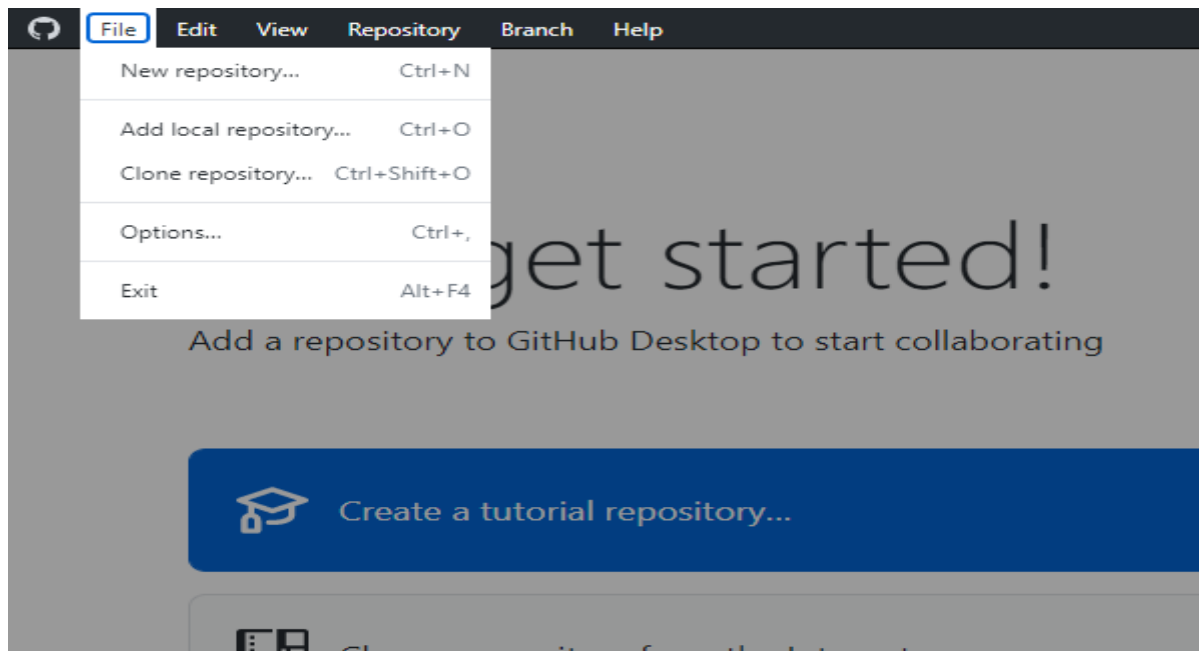 File Edit View Repository Branch Help
New repository... Ctrl+N
Add local repository... Ctrl+O
Clone repository... Ctrl+Shift+O
Options... Ctrl+,
Exit Alt+F4
get started!
Add a repository to GitHub Desktop to start collaborating
Create a tutorial repository...